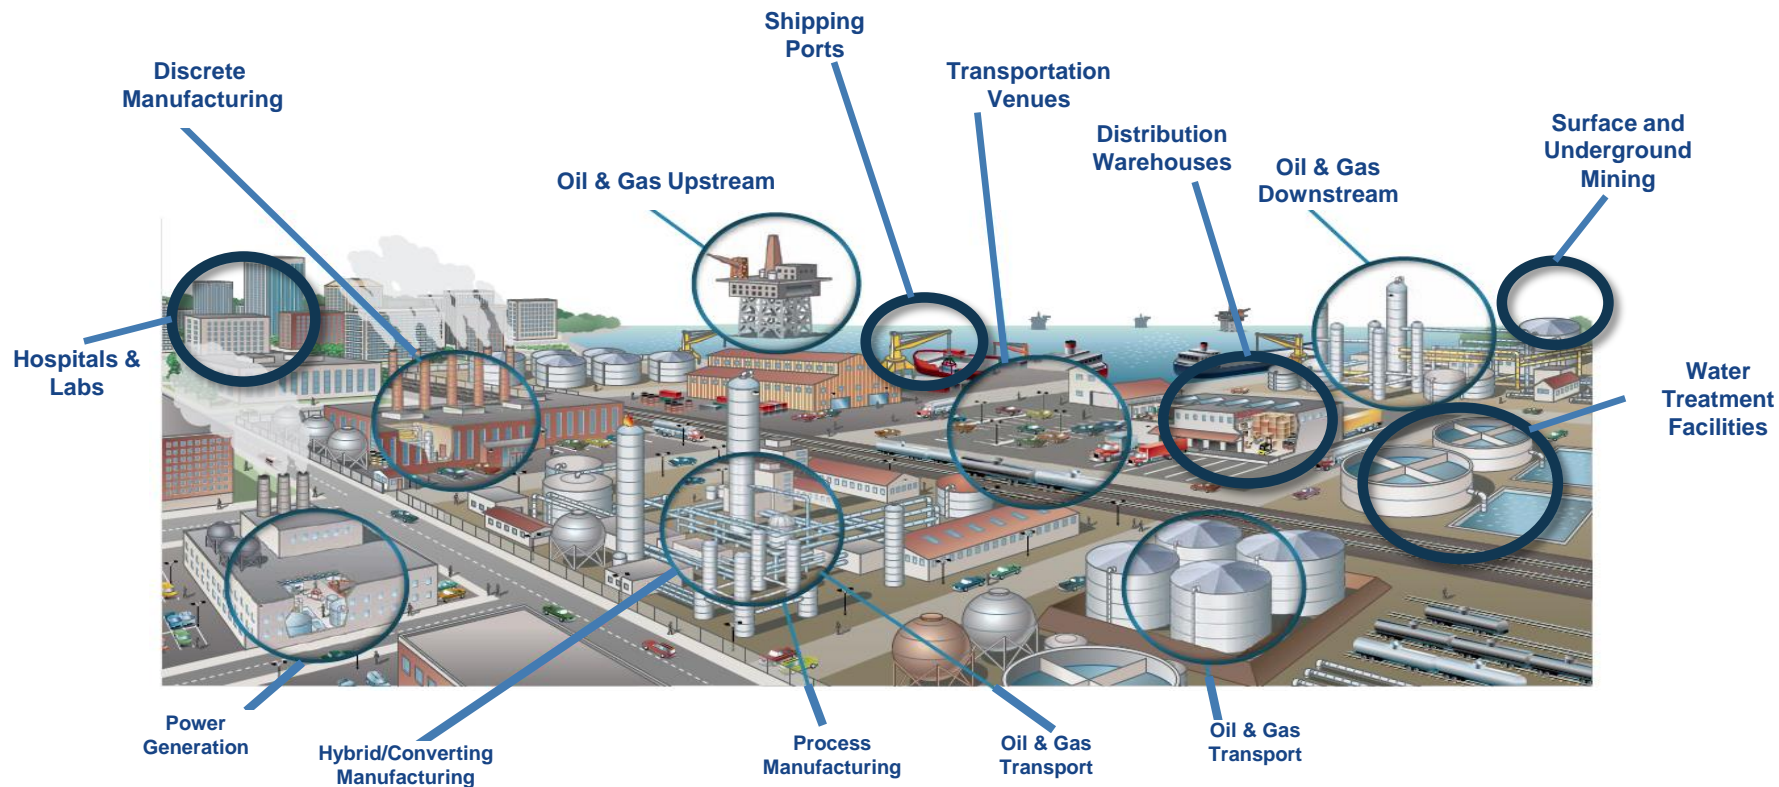 Shipping
Ports
Discrete
Manufacturing
Transportation
Venues
Distribution
Warehouses
Surface and
Underground
Mining
Oil & Gas Upstream
Oil & Gas
Downstream
Hospitals &
Labs
Water
Treatment
Facilities
Power
Generation
Hybrid/Converting
Manufacturing
Process
Manufacturing
Oil & Gas
Transport
Oil & Gas
Transport